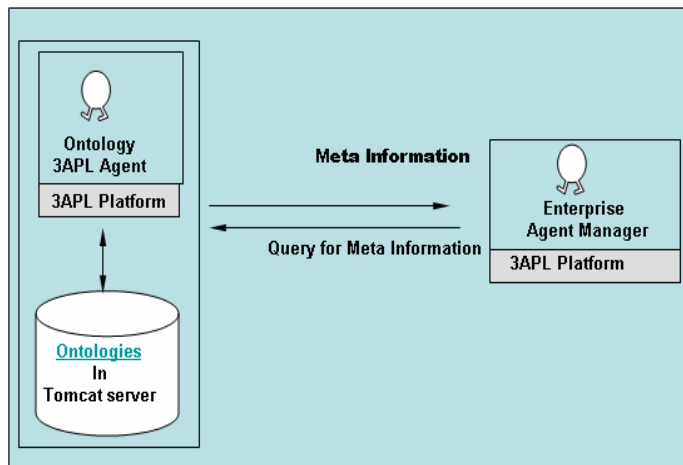 Ontology
3APL Agent
3APL Platform
Ontologies
In
Tomcat server
Meta Information
Query for Meta Information
Enterprise
Agent Manager
3APL Platform